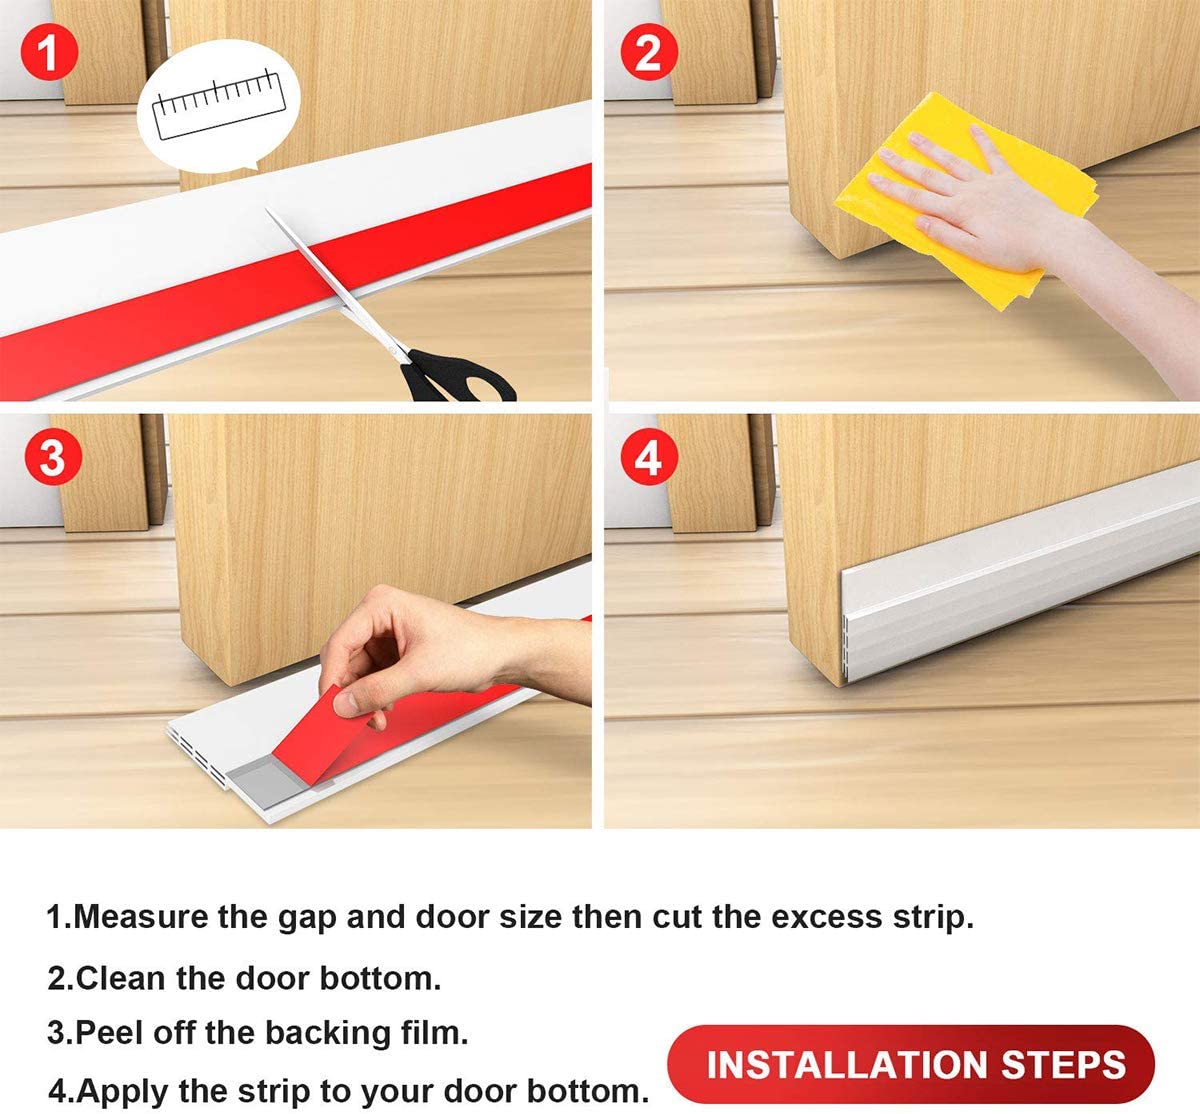 1
2
3
4
1.Measure the gap and door size then cut the excess strip.
2.Clean the door bottom.
3.Peel off the backing film.
4.Apply the strip to your door bottom.
INSTALLATION STEPS